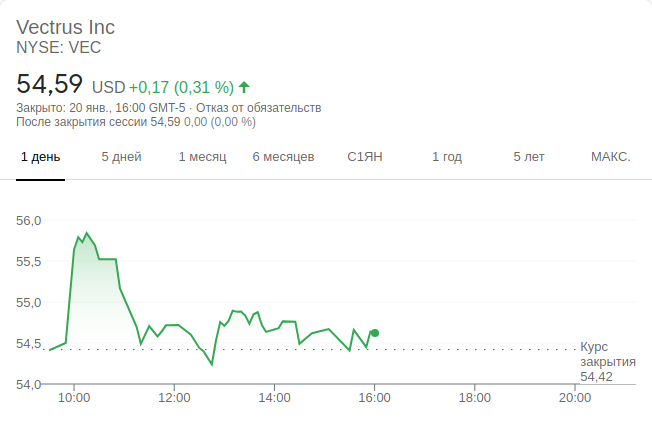 Vectrus Inc
NYSE: VEC
54,59 USD +0,17 (0,31 %)
Закрыто: 20 янв., 16:00 GMT-5 · Отказ от обязательств
После закрытия сессии 54,59 0,00 (0,00 %)
1 день 5 дней 1 месяц 6 месяцев С1ЯН 1 год 5 лет МАКС.
56,0
55,5
55,0
54,5
54,0
Курс
закрытия
54,42
10:00 12:00 14:00 16:00 18:00 20:00